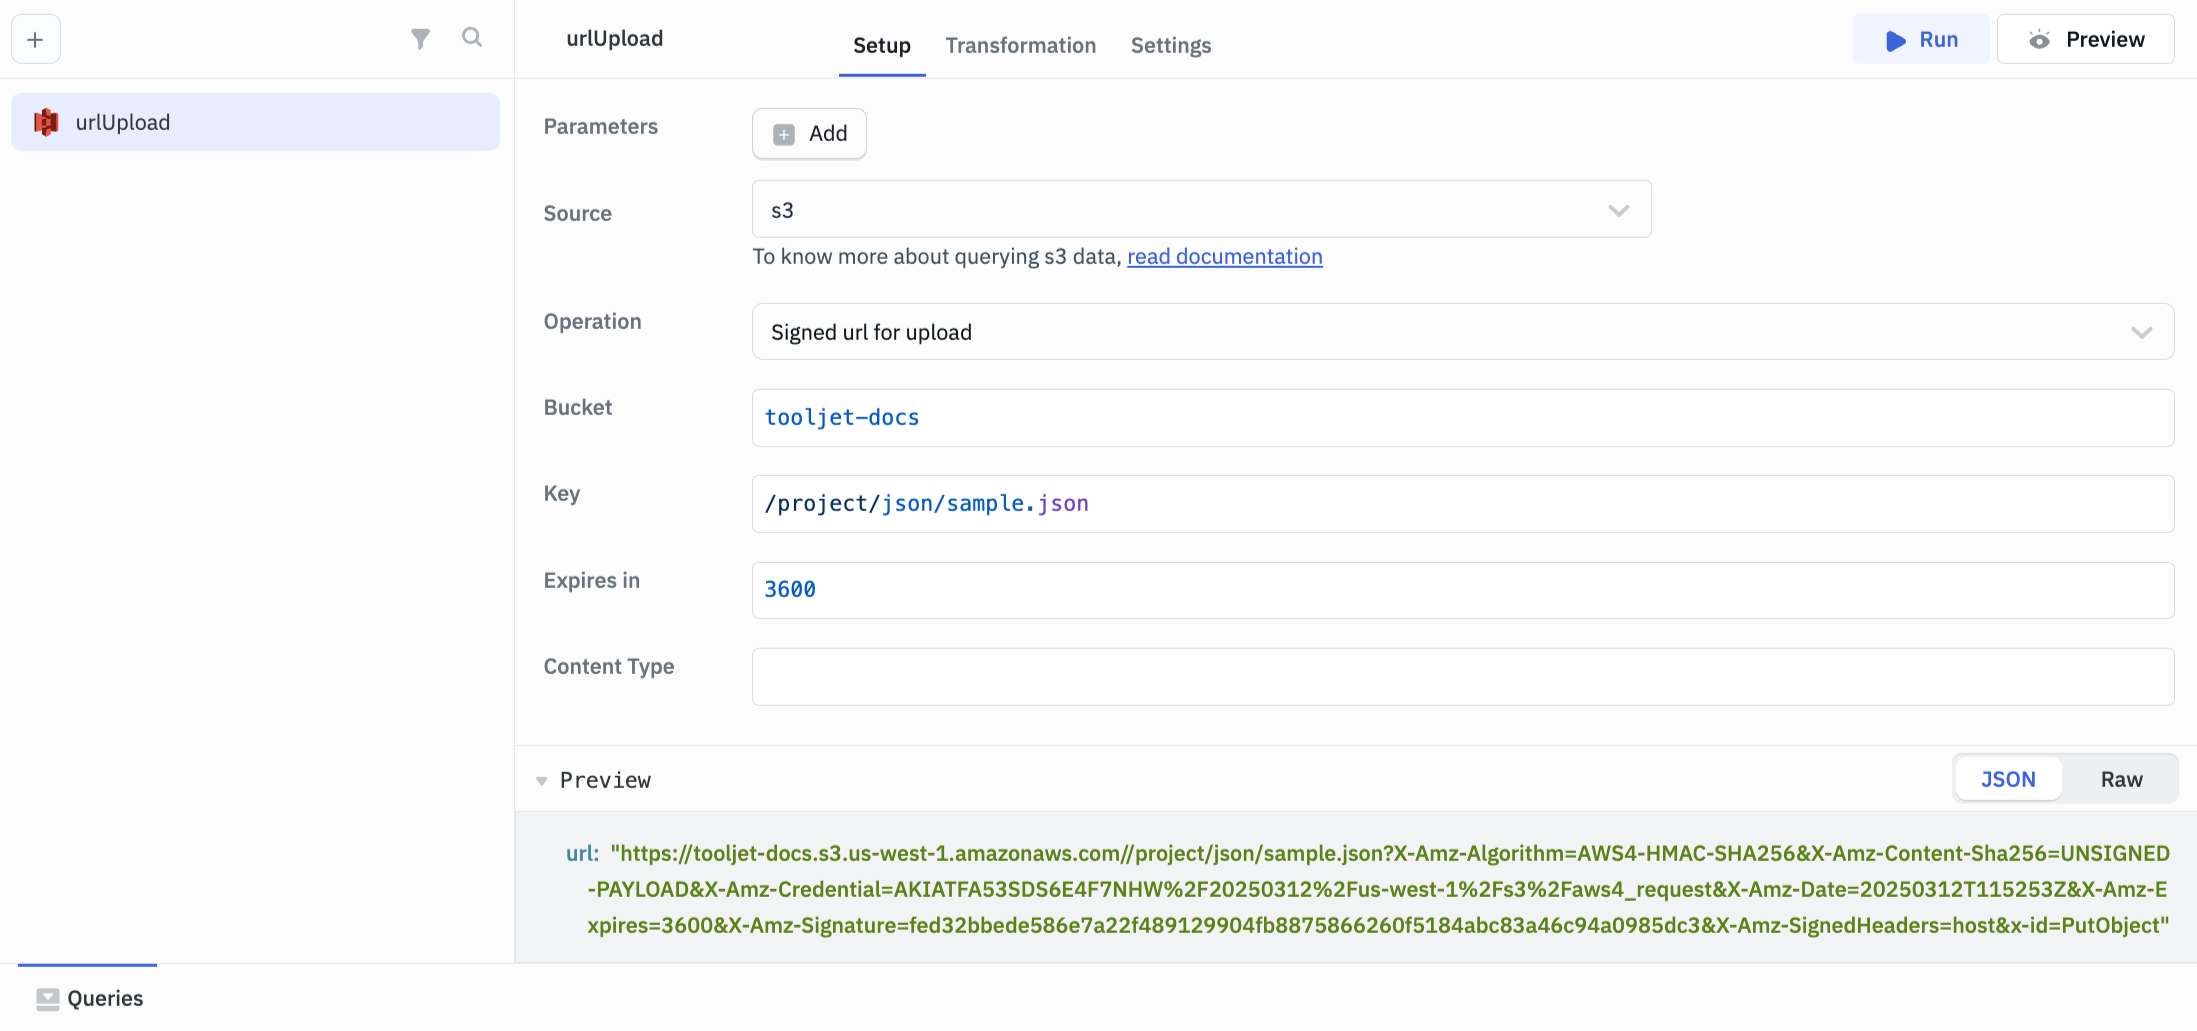 urlUpload
Setup
Transformation
Settings
Run
Preview
urlUpload
Parameters
Add
Source
s3
To know more about querying s3 data, read documentation
Operation
Signed url for upload
Bucket
tooljet-docs
Key
/project/json/sample.json
Expires in
3600
Content Type
Preview
JSON
Raw
url: "https://tooljet-docs.s3.us-west-1.amazonaws.com//project/json/sample.json?X-Amz-Algorithm=AWS4-HMAC-SHA256&X-Amz-Content-Sha256=UNSIGNED
-PAYLOAD&X-Amz-Credential=AKIATFA53SDS6E4F7NHW%2F20250312%2Fus-west-1%2Fs3%2Faws4_request&X-Amz-Date=20250312T115253Z&X-Amz-E
xpires=3600&X-Amz-Signature=fed32bbede586e7a22f489129904fb8875866260f5184abc83a46c94a0985dc3&X-Amz-SignedHeaders=host&x-id=PutObject"
Queries